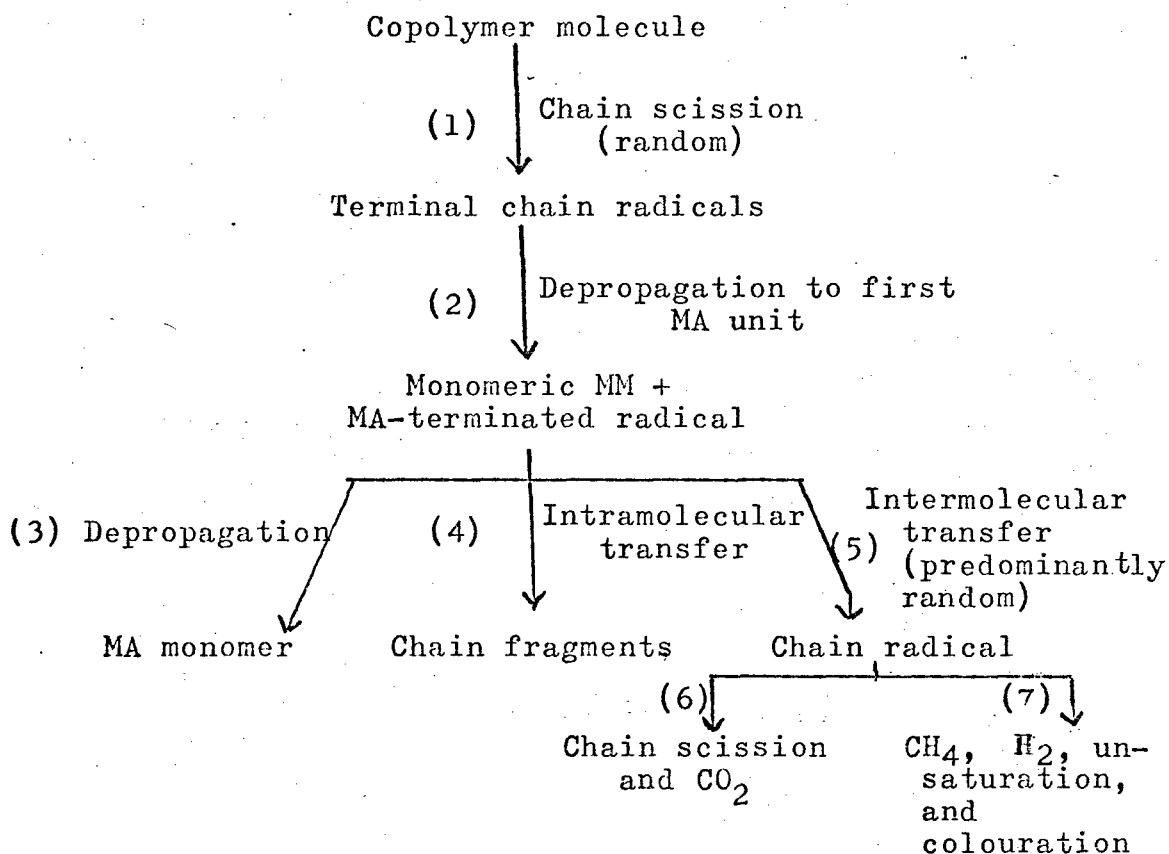 Copolymer molecule
(1)
Chain scission
(random)
Terminal chain radicals
(2)
Depropagation to first
MA unit
Monomeric MM +
MA-terminated radical
(3) Depropagation
(4)
Intramolecular
transfer
(5)
Intermolecular
transfer
(predominantly
random)
MA monomer
Chain fragments
Chain radical
(6)
(7)
Chain scission
and CO2
CH4, H2, un-
saturation,
and
colouration